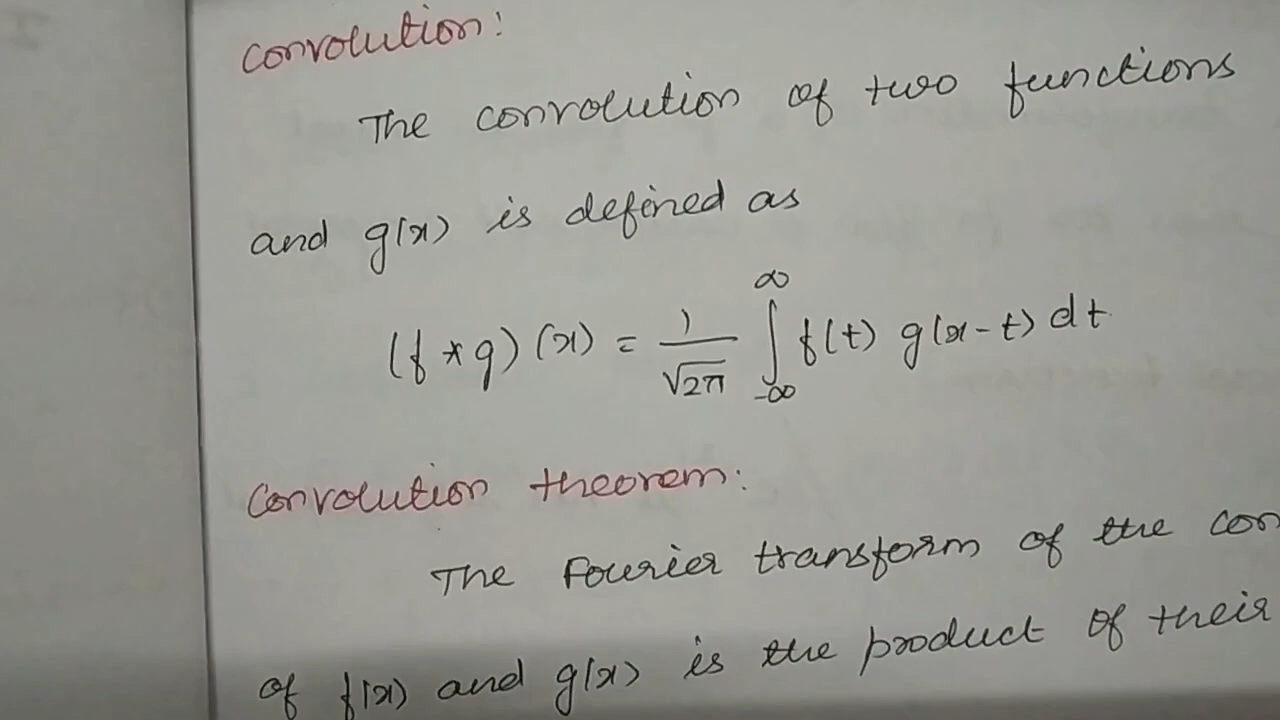 Convolution:
The convolution of two functions
and g(x) is defined as
(f * g)(x) = 1/√2π ∫_{-∞}^{∞} f(t) g(x-t) dt
Convolution theorem:
The Fourier transform of the con
of f(x) and g(x) is the product of their